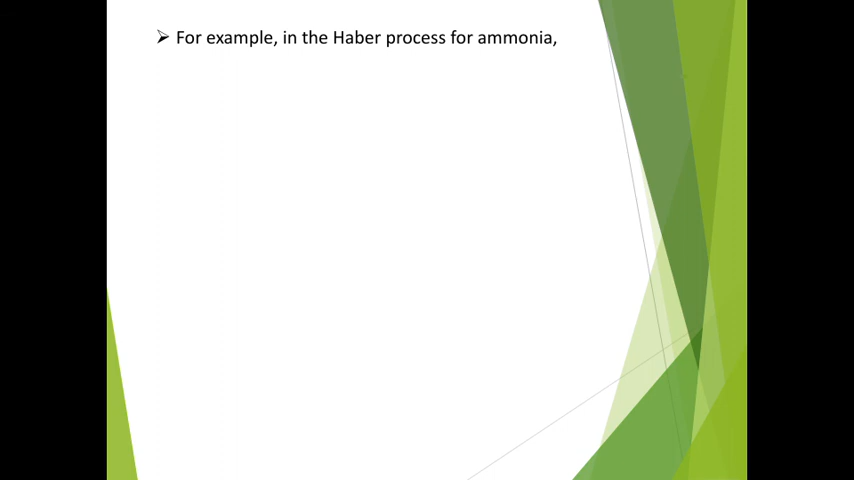 ➢ For example, in the Haber process for ammonia,